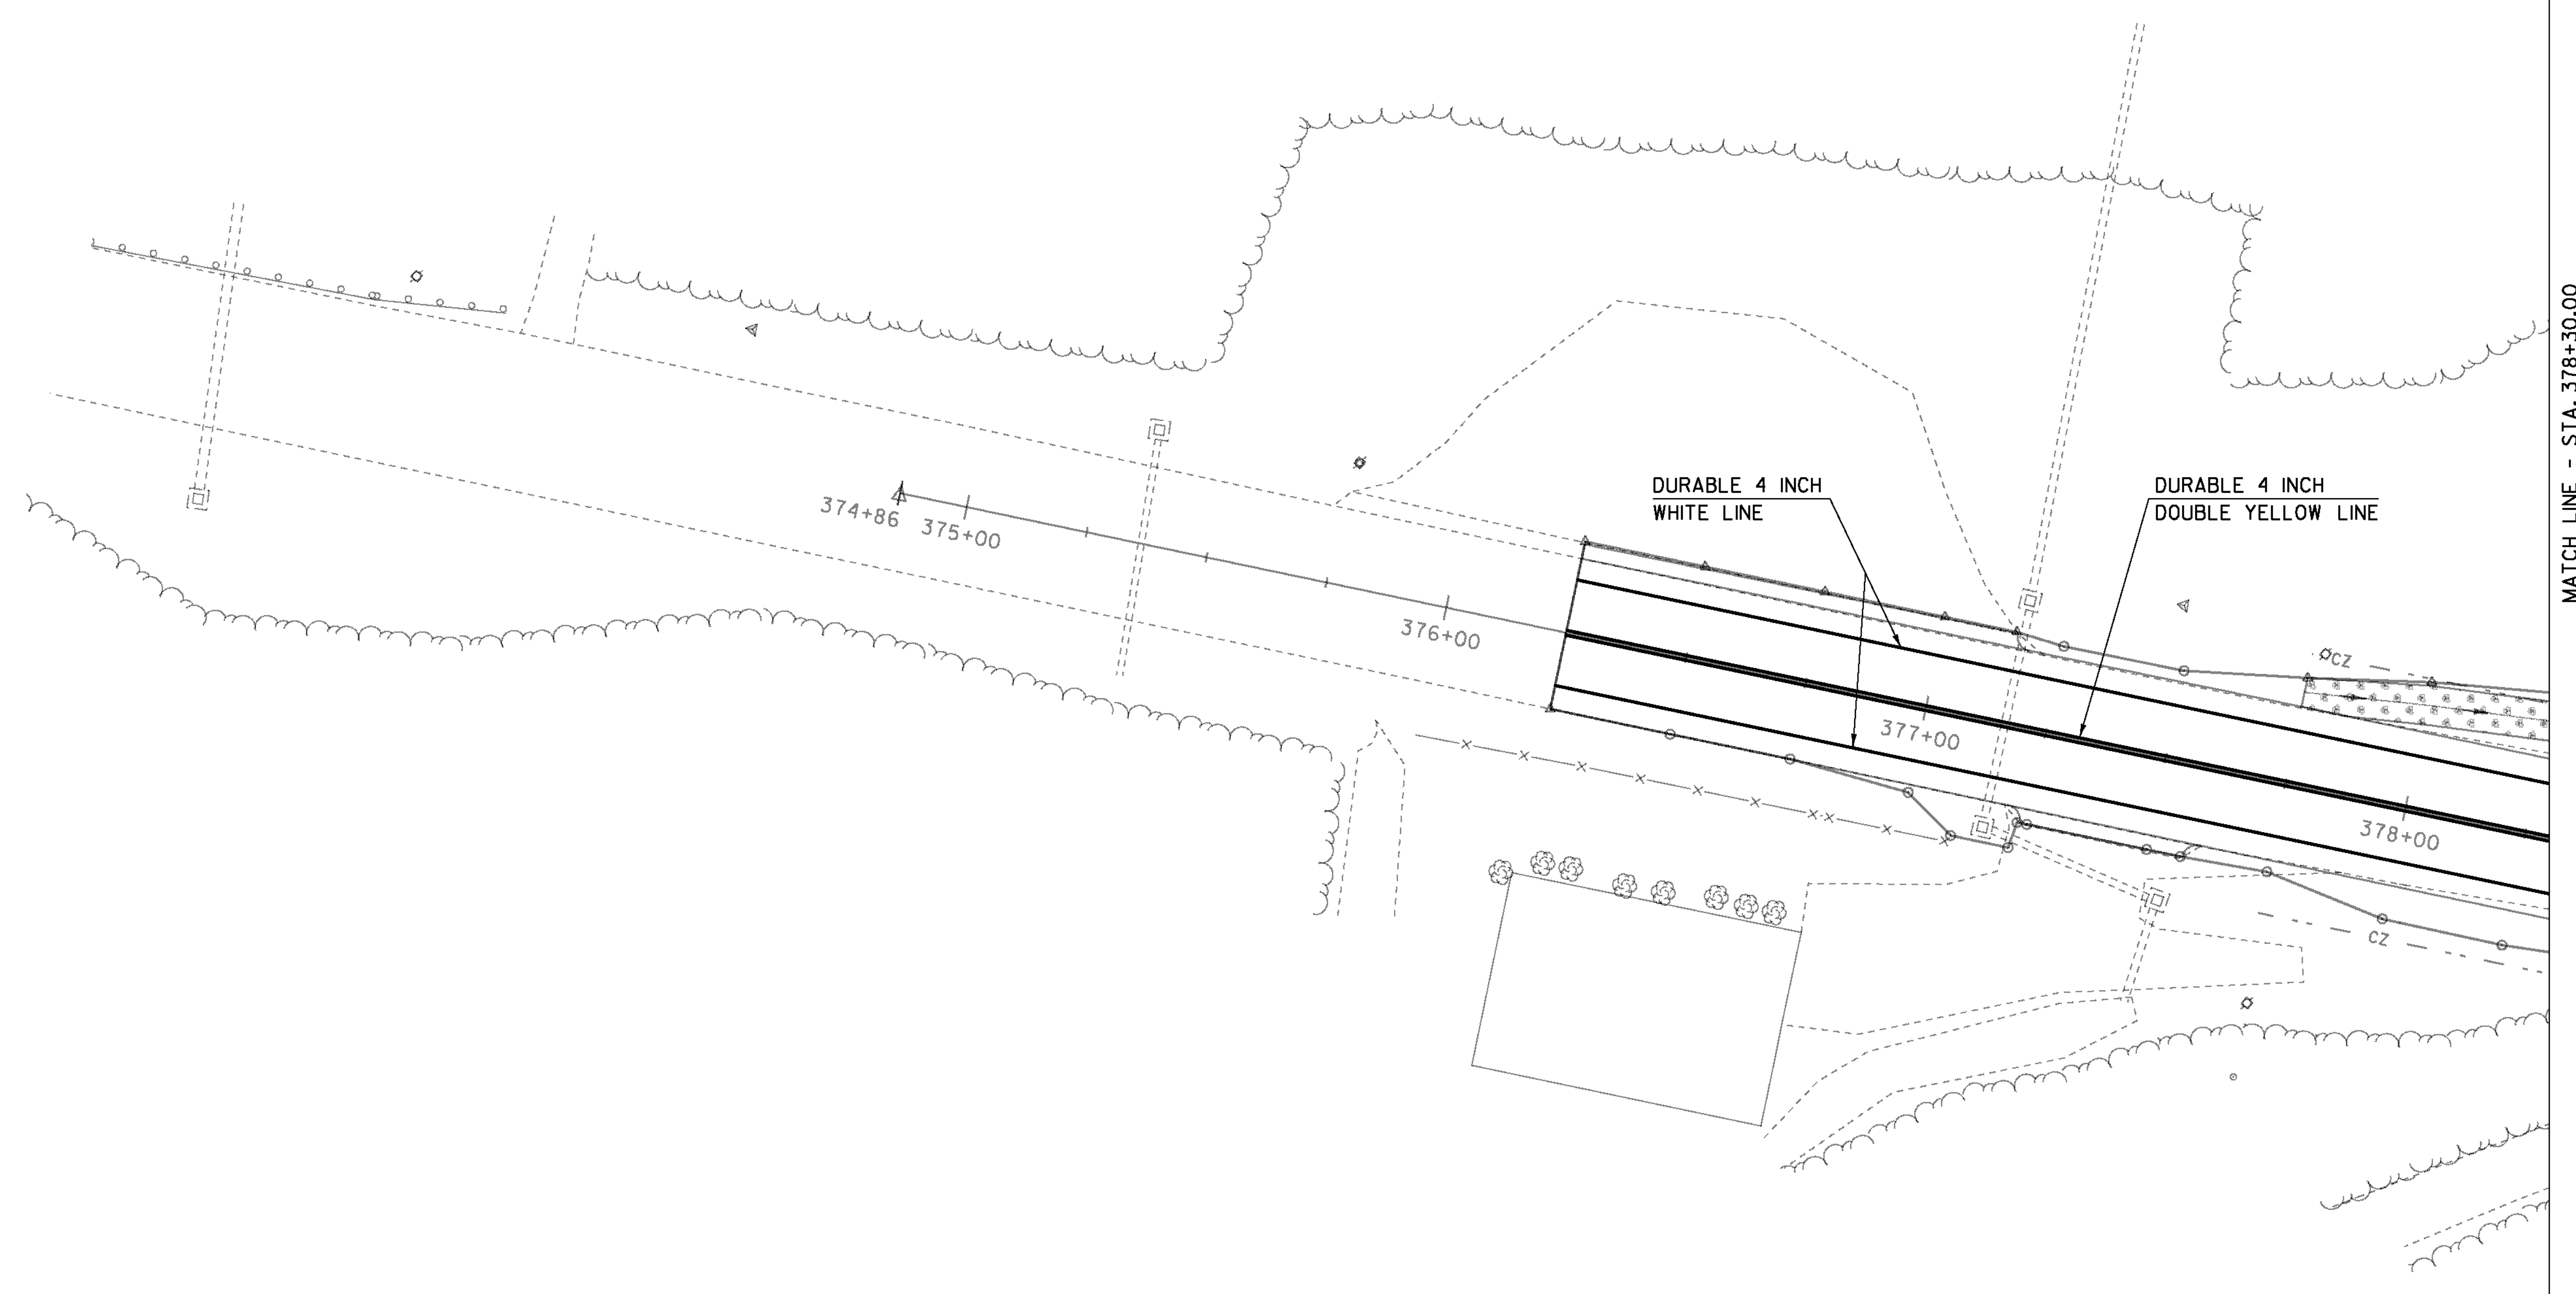 DURABLE 4 INCH
WHITE LINE
DURABLE 4 INCH
DOUBLE YELLOW LINE
374+86
375+00
376+00
377+00
378+00
CZ
CZ
MATCH LINE - STA. 378+30.00